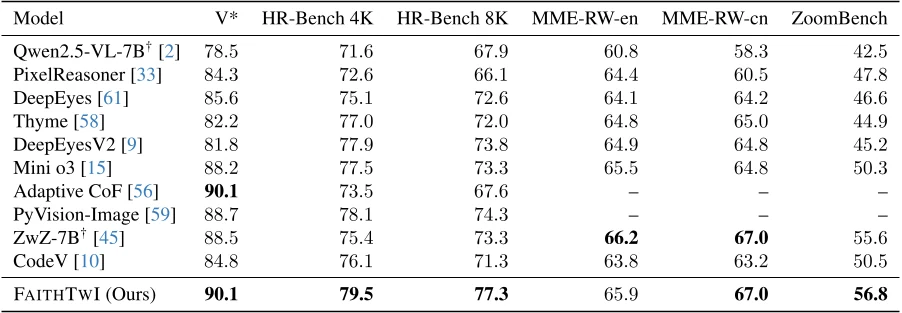 Model V* HR-Bench 4K HR-Bench 8K MME-RW-en MME-RW-cn ZoomBench
Qwen2.5-VL-7B† [2] 78.5 71.6 67.9 60.8 58.3 42.5
PixelReasoner [33] 84.3 72.6 66.1 64.4 60.5 47.8
DeepEyes [61] 85.6 75.1 72.6 64.1 64.2 46.6
Thyme [58] 82.2 77.0 72.0 64.8 65.0 44.9
DeepEyesV2 [9] 81.8 77.9 73.8 64.9 64.8 45.2
Mini o3 [15] 88.2 77.5 73.3 65.5 64.8 50.3
Adaptive CoF [56] 90.1 73.5 67.6 – – –
PyVision-Image [59] 88.7 78.1 74.3 – – –
ZwZ-7B† [45] 88.5 75.4 73.3 66.2 67.0 55.6
CodeV [10] 84.8 76.1 71.3 63.8 63.2 50.5
FAITHTWI (Ours) 90.1 79.5 77.3 65.9 67.0 56.8